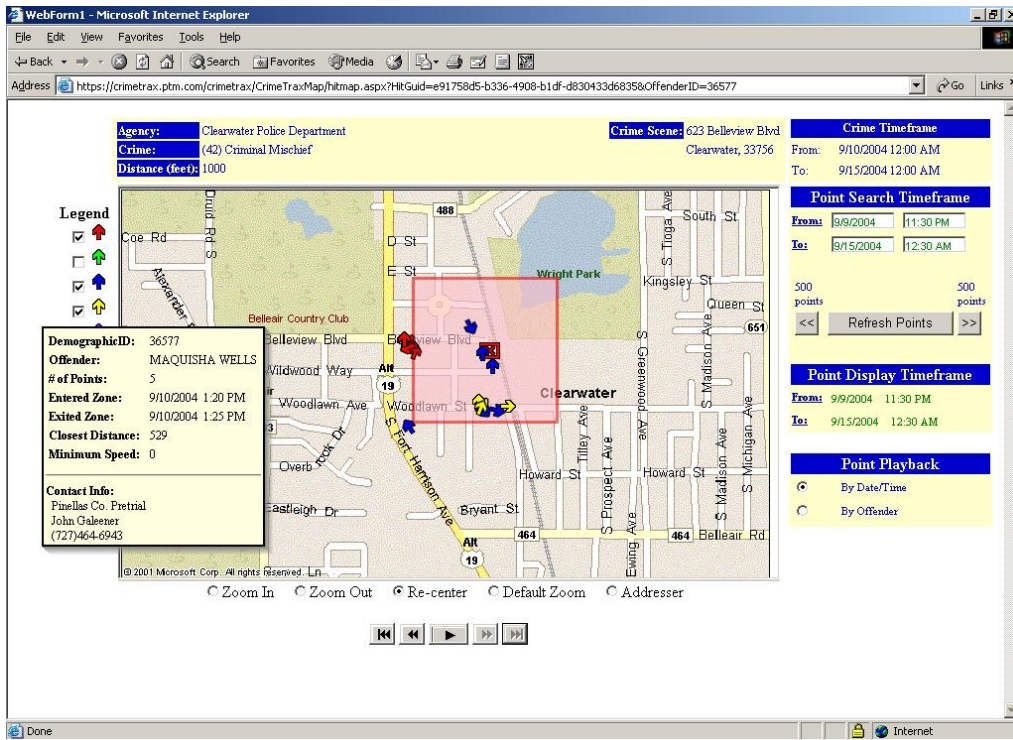 WebForm1 - Microsoft Internet Explorer
File Edit View Favorites Tools Help
Back Search Favorites Media
Address https://crimetrax.ptm.com/crimetrax/CrimeTraxMap/hitmap.aspx?HitGuid=e91758d5-b336-4908-b1df-d830433d6835&OffenderID=36577 Go Links
Agency: Clearwater Police Department
Crime: (42) Criminal Mischief
Distance (feet): 1000
Crime Scene: 623 Belleview Blvd
Clearwater, 33756
Crime Timeframe
From: 9/10/2004 12:00 AM
To: 9/15/2004 12:00 AM
Point Search Timeframe
From: 9/9/2004 11:30 PM
To: 9/15/2004 12:30 AM
500 points
500 points
<< Refresh Points >>
Point Display Timeframe
From: 9/9/2004 11:30 PM
To: 9/15/2004 12:30 AM
Point Playback
By Date/Time
By Offender
Legend
DemographicID: 36577
Offender: MAQUISHA WELLS
# of Points: 5
Entered Zone: 9/10/2004 1:20 PM
Exited Zone: 9/10/2004 1:25 PM
Closest Distance: 529
Minimum Speed: 0
Contact Info:
Pinellas Co. Pretrial
John Galeener
(727)464-6943
Druid Rd S
488
South St
S Tioga Ave
Coe Rd
D St
E St
Wright Park
Kingsley St
Alexander
Queen St
651
Belleair Country Club
Belleview Blvd
Wildwood Way
Alt
19
Woodlawn Ave
Woodlawn St
Clearwater
S Greenwood Ave
S Madison Ave
S Michigan Ave
S Fort Harrison Ave
Tilley Ave
S Prospect Ave
Overb
rock Dr
Howard St
Howard St
S Madison Ave
Eastleigh Dr
Bryant St
464
464
Belleair Rd
Alt
19
Ewing Ave
Ln
© 2001 Microsoft Corp. All rights reserved.
Zoom In Zoom Out Re-center Default Zoom Addresser
Done Internet